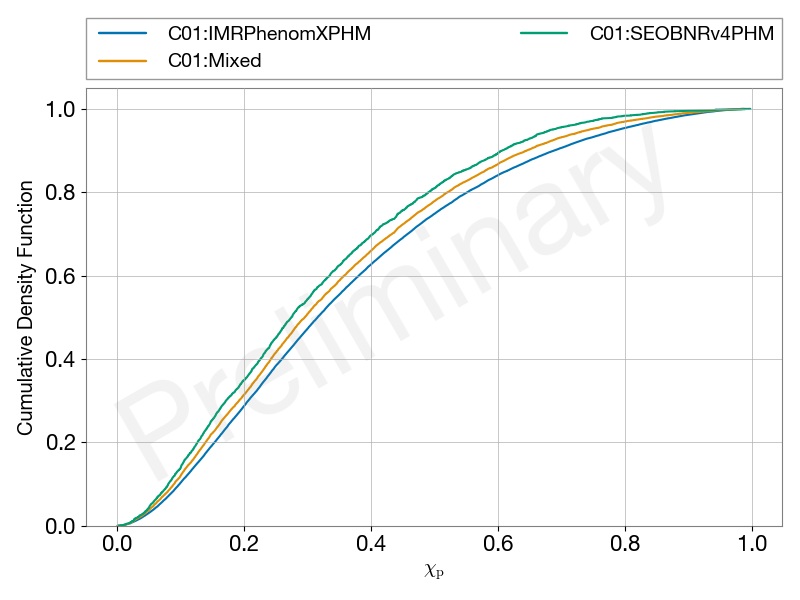 C01:IMRPhenomXPHM
C01:Mixed
C01:SEOBNRv4PHM
Cumulative Density Function
1.0
0.8
0.6
0.4
0.2
0.0
Preliminary
0.0 0.2 0.4 0.6 0.8 1.0
χp